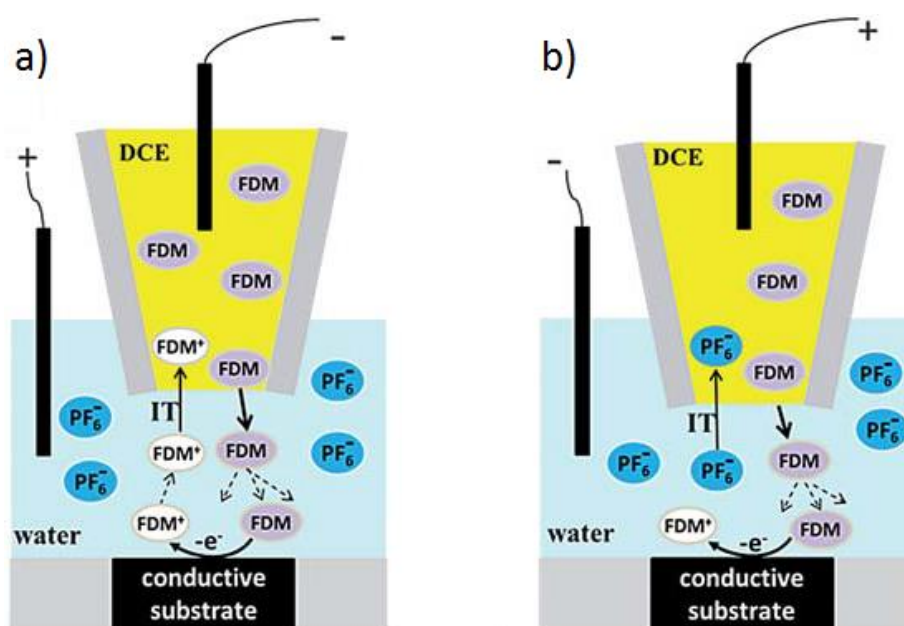 a)
-
+
DCE
FDM
FDM
FDM
FDM⁺
FDM
PF₆⁻
PF₆⁻
IT
FDM⁺
FDM
PF₆⁻
PF₆⁻
FDM⁺
FDM
water
-e⁻
conductive
substrate
b)
+
-
DCE
FDM
FDM
PF₆⁻
FDM
PF₆⁻
PF₆⁻
IT
PF₆⁻
PF₆⁻
FDM
FDM⁺
FDM
water
-e⁻
conductive
substrate